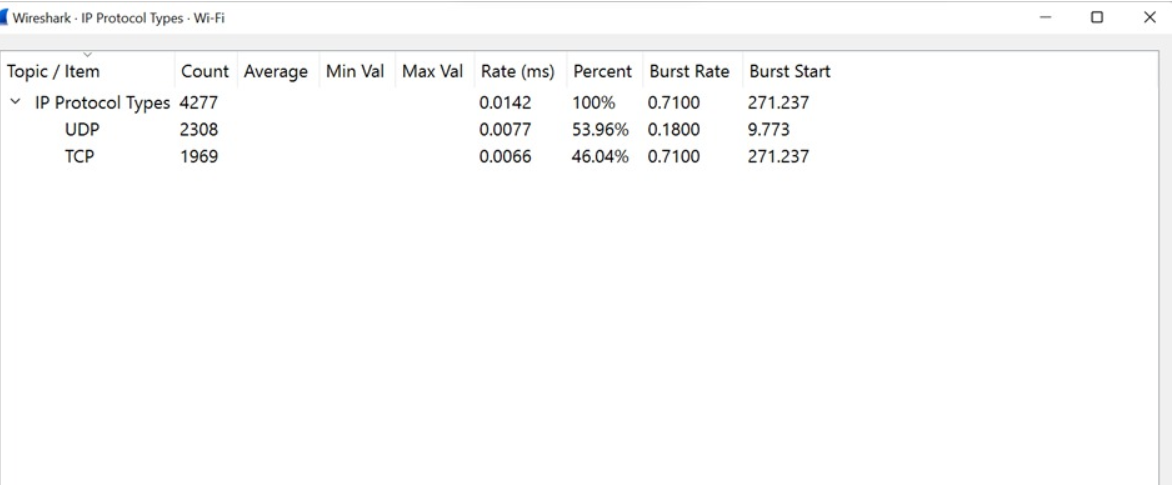 Wireshark · IP Protocol Types · Wi-Fi
Topic / Item Count Average Min Val Max Val Rate (ms) Percent Burst Rate Burst Start
IP Protocol Types 4277 0.0142 100% 0.7100 271.237
UDP 2308 0.0077 53.96% 0.1800 9.773
TCP 1969 0.0066 46.04% 0.7100 271.237